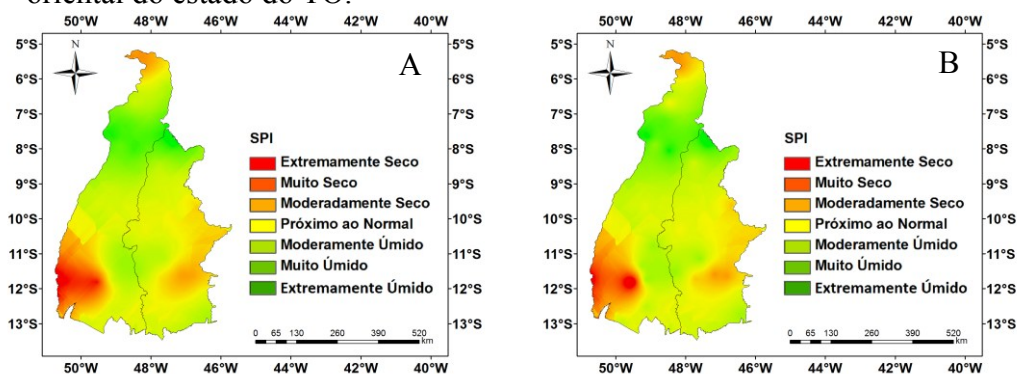 oriental do estado do TO.
50°W 48°W 46°W 44°W 42°W 40°W
5°S
6°S
7°S
8°S
9°S
10°S
11°S
12°S
13°S
N
A
SPI
Extremamente Seco
Muito Seco
Moderadamente Seco
Próximo ao Normal
Moderamente Úmido
Muito Úmido
Extremamente Úmido
0 65 130 260 390 520
km
5°S
6°S
7°S
8°S
9°S
10°S
11°S
12°S
13°S
50°W 48°W 46°W 44°W 42°W 40°W
50°W 48°W 46°W 44°W 42°W 40°W
5°S
6°S
7°S
8°S
9°S
10°S
11°S
12°S
13°S
N
B
SPI
Extremamente Seco
Muito Seco
Moderadamente Seco
Próximo ao Normal
Moderamente Úmido
Muito Úmido
Extremamente Úmido
0 65 130 260 390 520
km
5°S
6°S
7°S
8°S
9°S
10°S
11°S
12°S
13°S
50°W 48°W 46°W 44°W 42°W 40°W